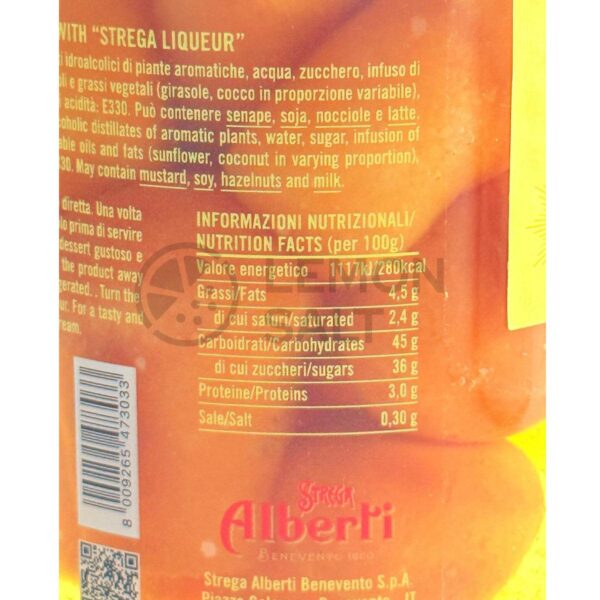 WITH "STREGA LIQUEUR"
idroalcolici di piante aromatiche, acqua, zucchero, infuso di
e grassi vegetali (girasole, cocco in proporzione variabile),
acidità: E330. Può contenere senape, soja, nocciole e latte.
distillates of aromatic plants, water, sugar, infusion of
oils and fats (sunflower, coconut in varying proportion),
May contain mustard, soy, hazelnuts and milk.
diretta. Una volta
prima di servire
dessert gustoso e
the product away
Turn the
For a tasty and
INFORMAZIONI NUTRIZIONALI/
NUTRITION FACTS (per 100g)
Valore energetico 1117kJ/280kcal
Grassi/Fats 4,5 g
di cui saturi/saturated 2,4 g
Carboidrati/Carbohydrates 45 g
di cui zuccheri/sugars 36 g
Proteine/Proteins 3,0 g
Sale/Salt 0,30 g
LEMON
SALT
8 009265 473033
STREGA
Alberti
BENEVENTO 1860
Strega Alberti Benevento S.p.A.